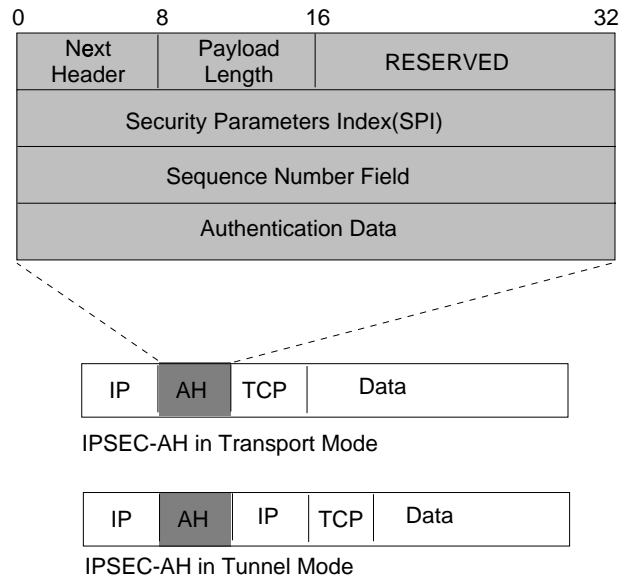 0 8 16 32
Next Header Payload Length RESERVED
Security Parameters Index(SPI)
Sequence Number Field
Authentication Data
IP AH TCP Data
IPSEC-AH in Transport Mode
IP AH IP TCP Data
IPSEC-AH in Tunnel Mode